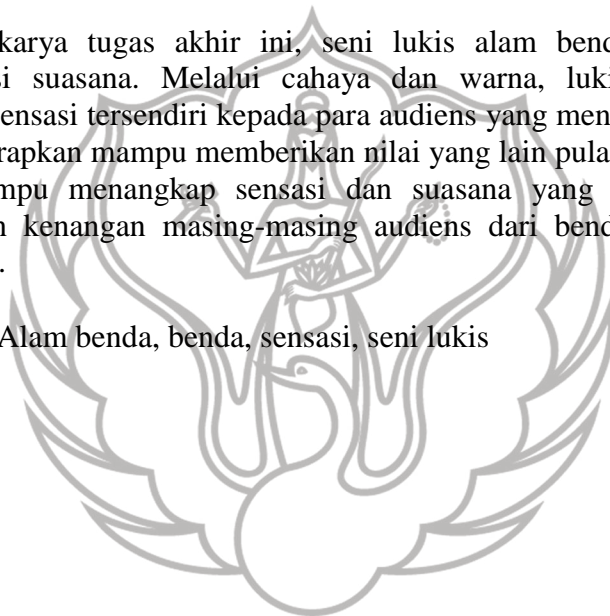 karya tugas akhir ini, seni lukis alam bend
si suasana. Melalui cahaya dan warna, luki
ensasi tersendiri kepada para audiens yang men
rapkan mampu memberikan nilai yang lain pula
mpu menangkap sensasi dan suasana yang
n kenangan masing-masing audiens dari bend
.
Alam benda, benda, sensasi, seni lukis